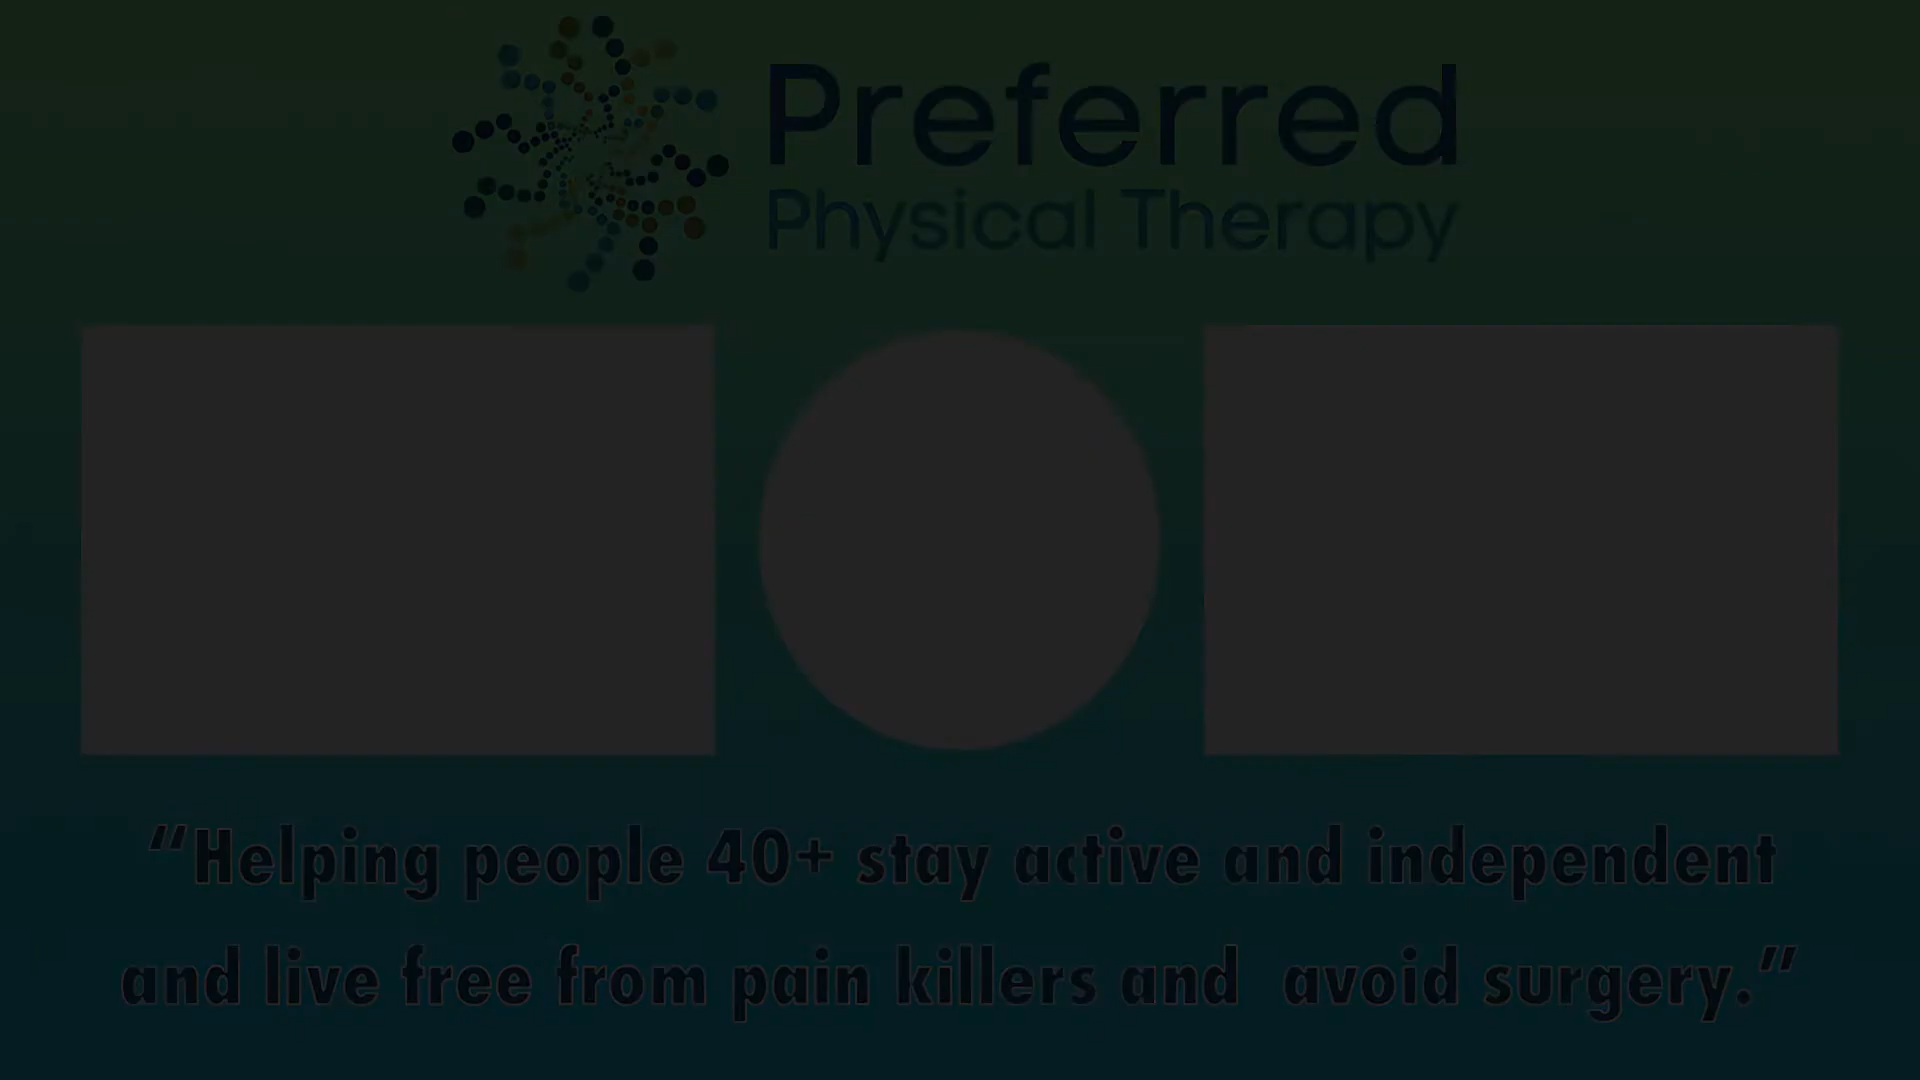 Preferred
Physical Therapy
“Helping people 40+ stay active and independent
and live free from pain killers and  avoid surgery.”